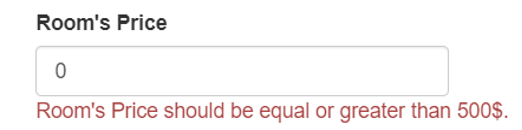 Room's Price
0
Room's Price should be equal or greater than 500$.